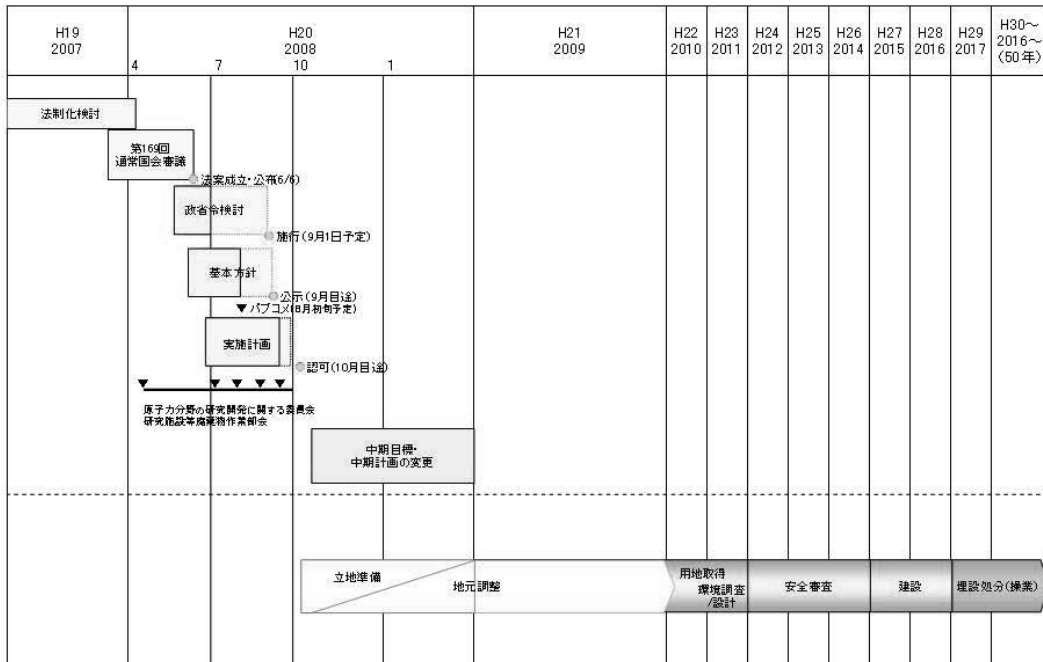 H19
2007
H20
2008
H21
2009
H22
2010
H23
2011
H24
2012
H25
2013
H26
2014
H27
2015
H28
2016
H29
2017
H30～
2016～
(50年)
4
7
10
1
法制化検討
第169回
通常国会審議
法案成立・公布(6/6)
政省令検討
施行(9月1日予定)
基本方針
公示(9月目途)
▼パブコメ(8月初旬予定)
実施計画
認可(10月目途)
原子力分野の研究開発に関する委員会
研究施設等廃棄物作業部会
中期目標・
中期計画の変更
立地準備
地元調整
用地取得
環境調査
/設計
安全審査
建設
埋設処分(操業)